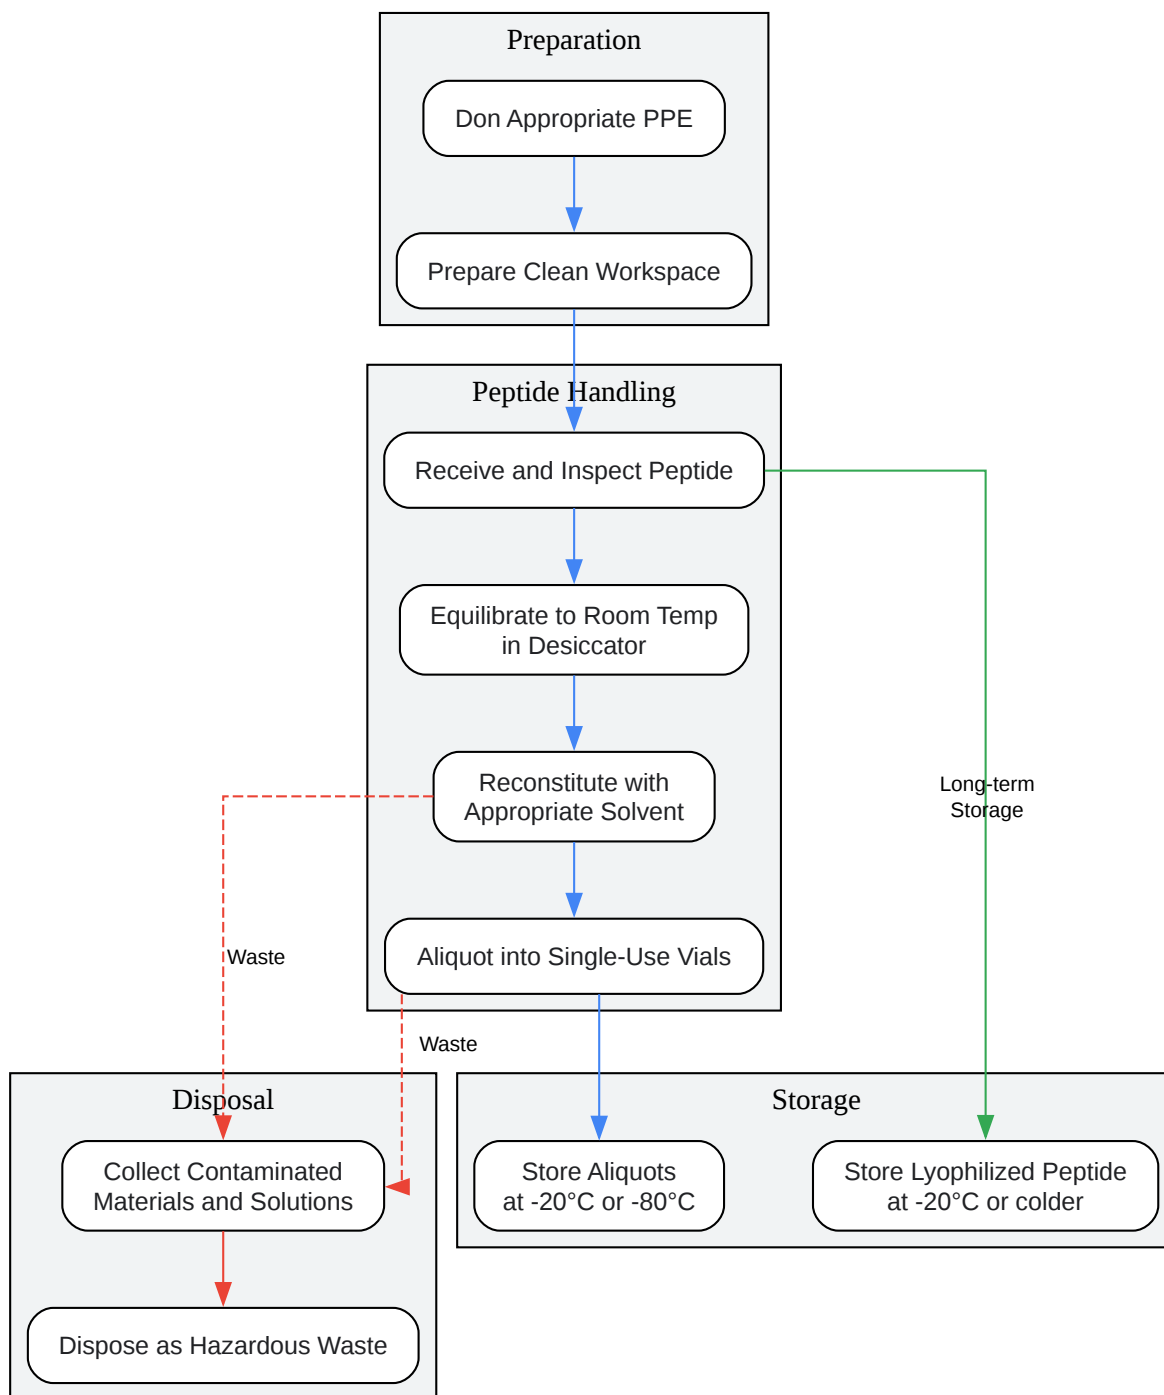 Preparation
Don Appropriate PPE
Prepare Clean Workspace
Peptide Handling
Receive and Inspect Peptide
Equilibrate to Room Temp
in Desiccator
Reconstitute with
Appropriate Solvent
Long-term
Storage
Aliquot into Single-Use Vials
Waste
Waste
Disposal
Collect Contaminated
Materials and Solutions
Dispose as Hazardous Waste
Storage
Store Aliquots
at -20°C or -80°C
Store Lyophilized Peptide
at -20°C or colder